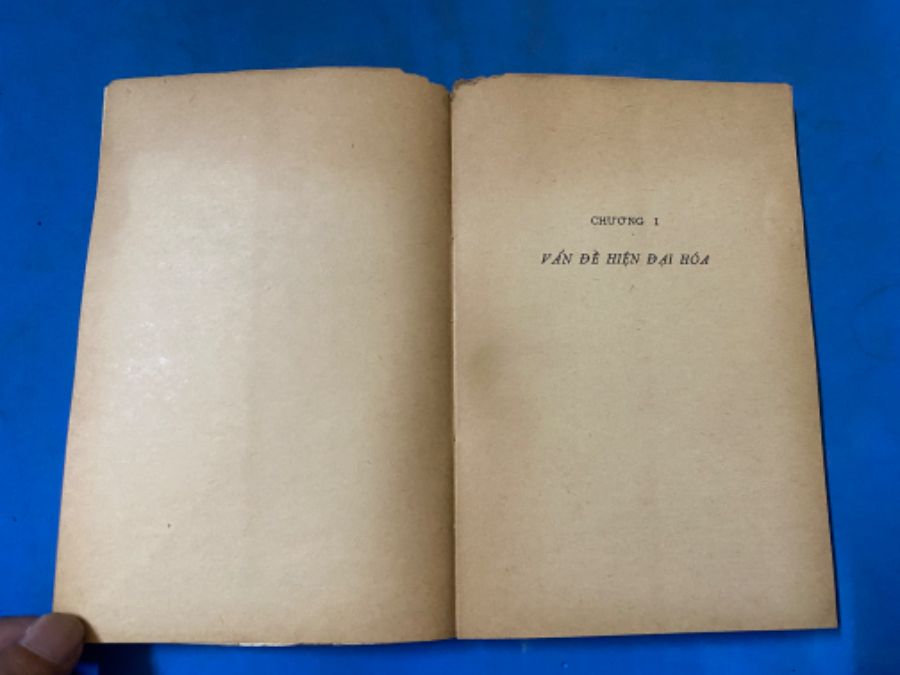 CHƯƠNG I
VẤN ĐỀ HIỆN ĐẠI HÓA